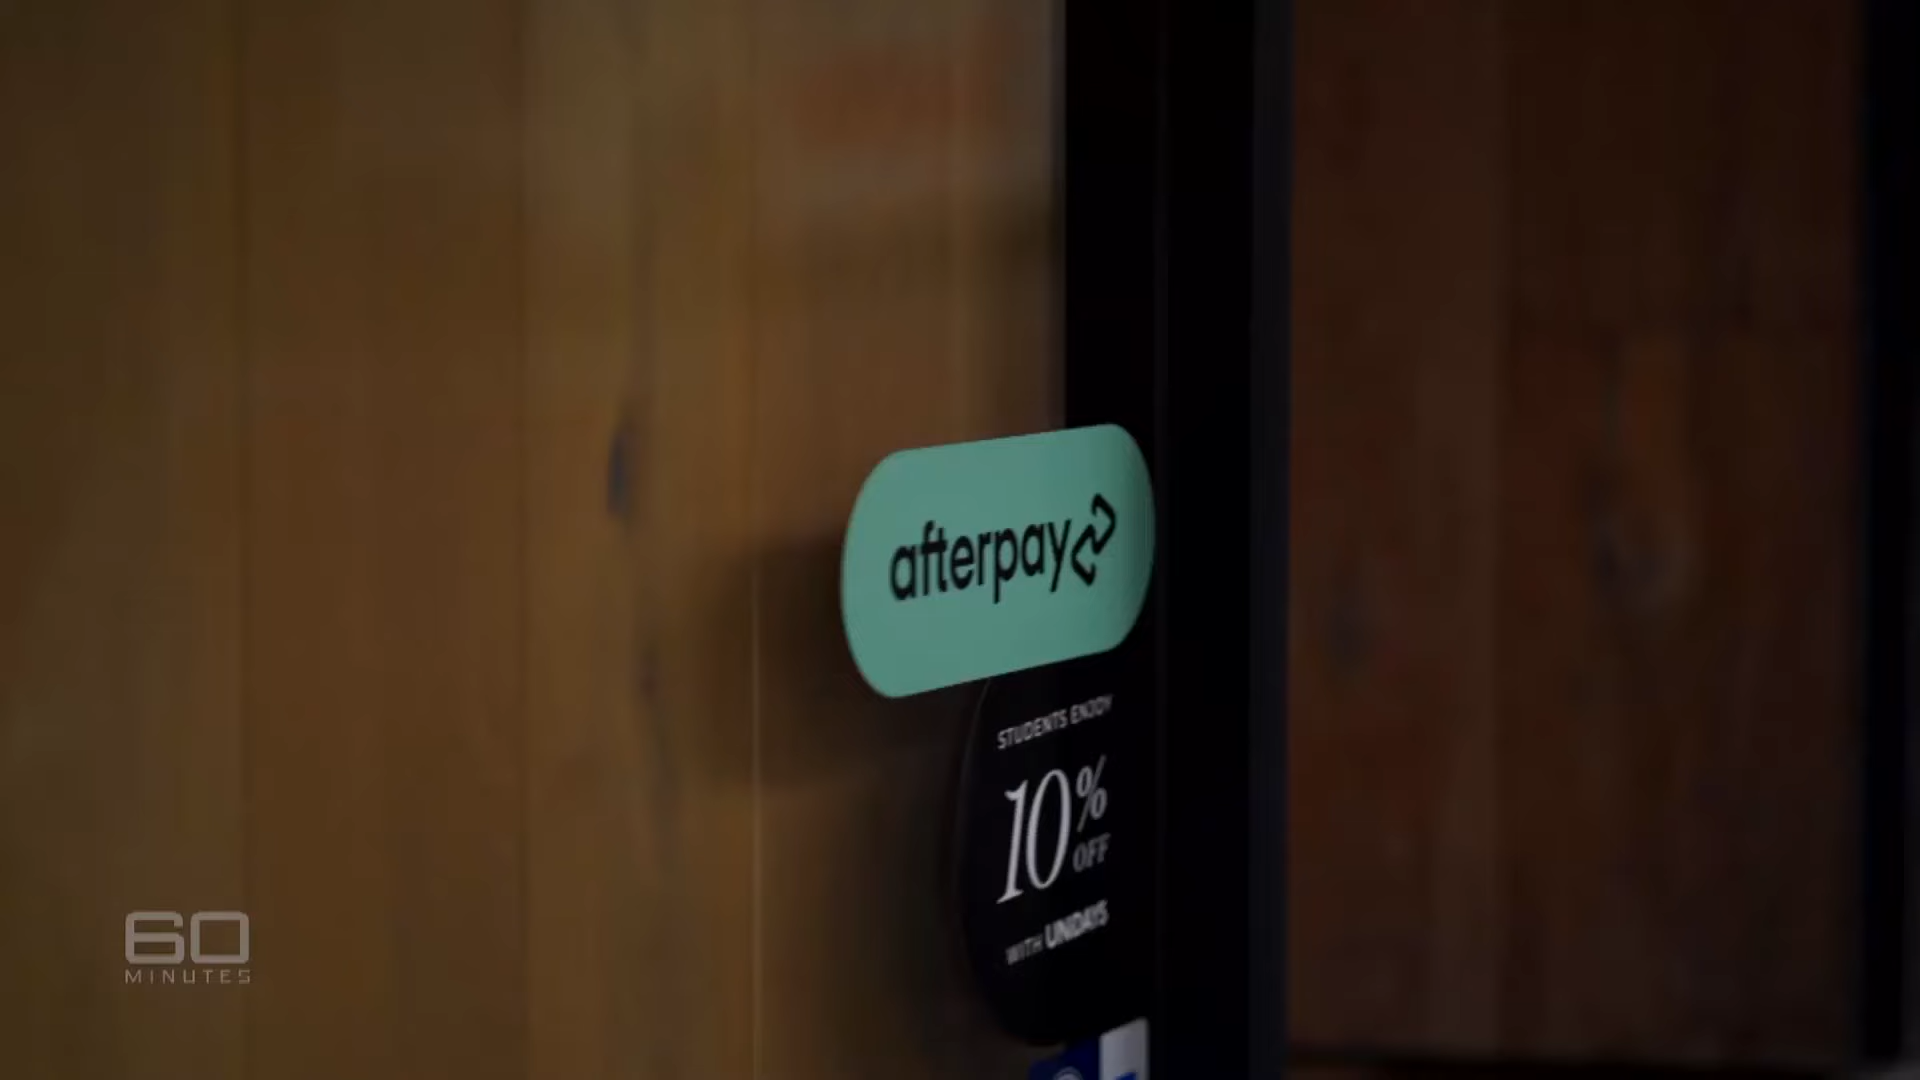 afterpay
STUDENTS ENJOY
10%
OFF
WITH UNiDAYS
60
MINUTES